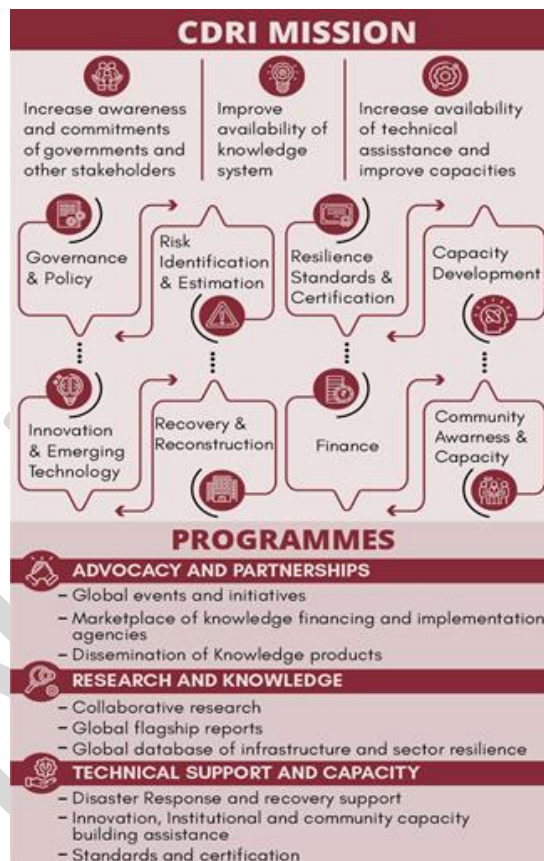 CDRI MISSION
Increase awareness
and commitments
of governments and
other stakeholders
Improve
availability of
knowledge
system
Increase availability
of technical
assisstance and
improve capacities
Governance
& Policy
Risk
Identification
& Estimation
Resilience
Standards &
Certification
Capacity
Development
Innovation
& Emerging
Technology
Recovery &
Reconstruction
Finance
Community
Awarness &
Capacity
PROGRAMMES
ADVOCACY AND PARTNERSHIPS
– Global events and initiatives
– Marketplace of knowledge financing and implementation
agencies
– Dissemination of Knowledge products
RESEARCH AND KNOWLEDGE
– Collaborative research
– Global flagship reports
– Global database of infrastructure and sector resilience
TECHNICAL SUPPORT AND CAPACITY
– Disaster Response and recovery support
– Innovation, Institutional and community capacity
building assistance
– Standards and certification